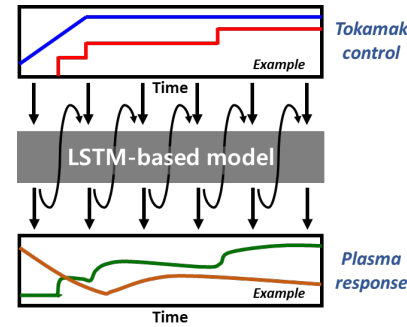 Tokamak
control
Example
Time
LSTM-based model
Plasma
response
Example
Time